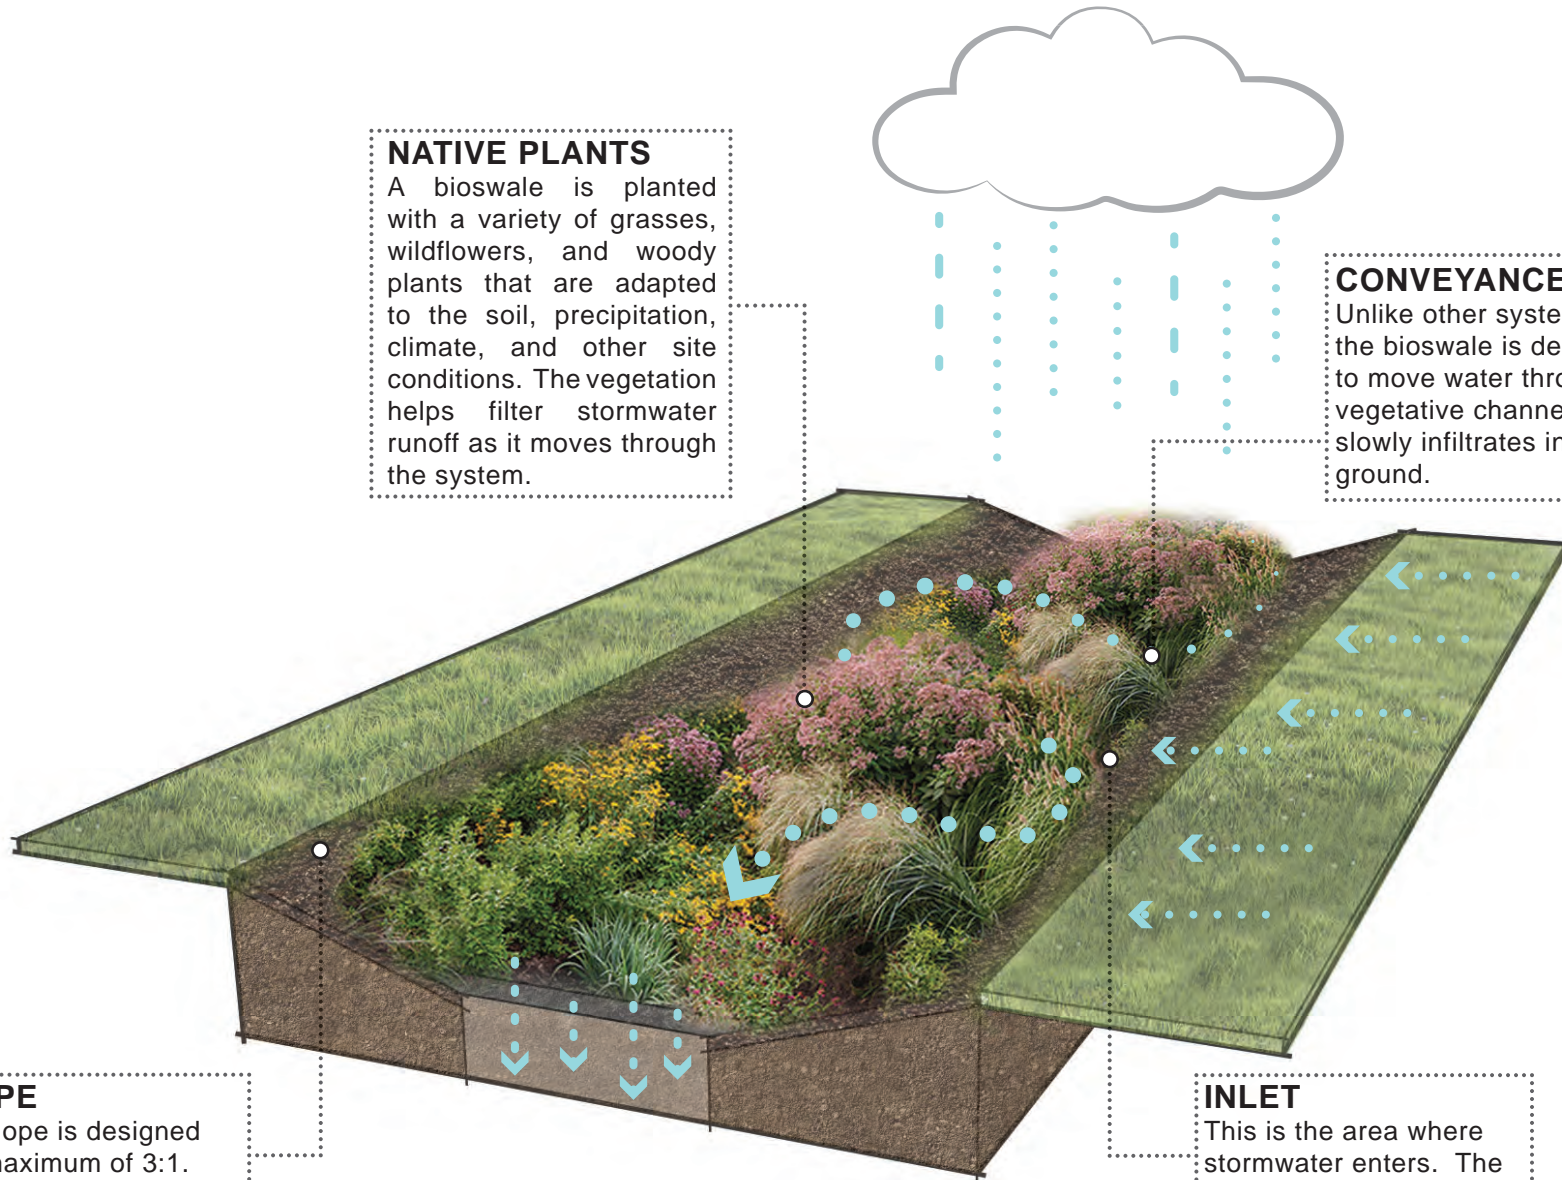 NATIVE PLANTS
A bioswale is planted
with a variety of grasses,
wildflowers, and woody
plants that are adapted
to the soil, precipitation,
climate, and other site
conditions. The vegetation
helps filter stormwater
runoff as it moves through
the system.
CONVEYANCE
Unlike other syste
the bioswale is de
to move water thro
vegetative channe
slowly infiltrates in
ground.
PE
ope is designed
naximum of 3:1.
INLET
This is the area where
stormwater enters. The